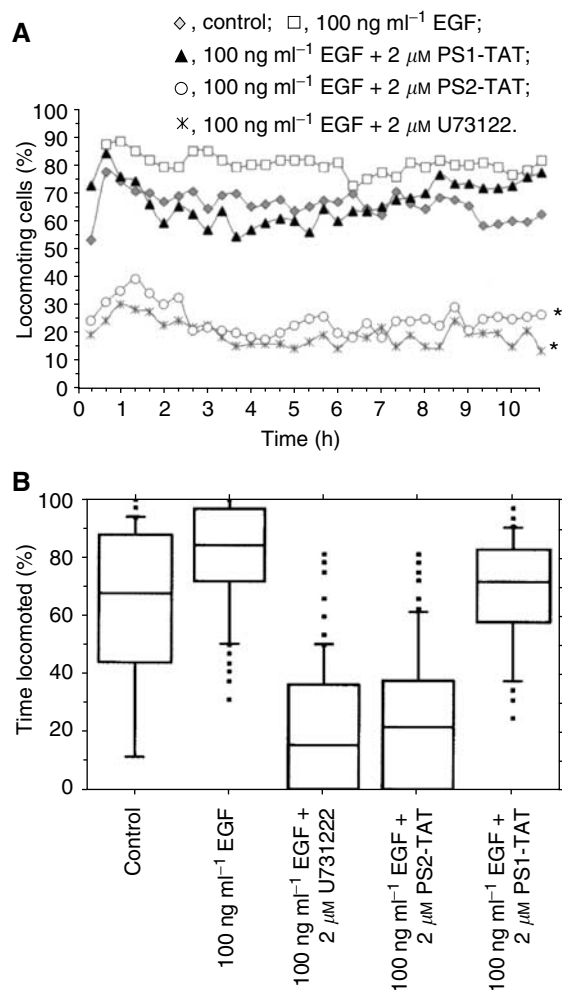 A
◆, control; □, 100 ng ml⁻¹ EGF;
▲, 100 ng ml⁻¹ EGF + 2 μM PS1-TAT;
○, 100 ng ml⁻¹ EGF + 2 μM PS2-TAT;
✳, 100 ng ml⁻¹ EGF + 2 μM U73122.
Locomoting cells (%)
100
90
80
70
60
50
40
30
20
10
0
*
*
0 1 2 3 4 5 6 7 8 9 10
Time (h)
B
Time locomoted (%)
100
80
60
40
20
0
Control
100 ng ml⁻¹ EGF
100 ng ml⁻¹ EGF +
2 μM U731222
100 ng ml⁻¹ EGF +
2 μM PS2-TAT
100 ng ml⁻¹ EGF +
2 μM PS1-TAT